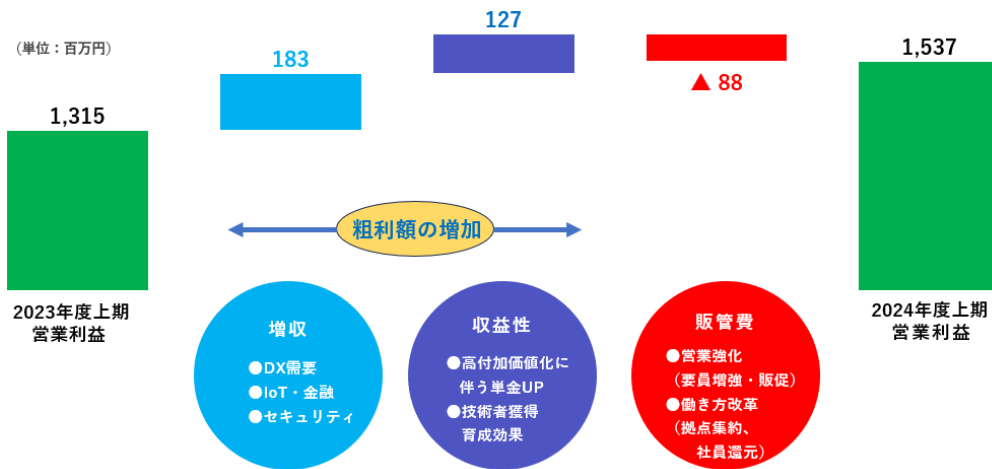 (単位：百万円)
1,315
183
127
▲ 88
1,537
粗利額の増加
2023年度上期
営業利益
増収
●DX需要
●IoT・金融
●セキュリティ
収益性
●高付加価値化に
伴う単金UP
●技術者獲得
育成効果
販管費
●営業強化
（要員増強・販促）
●働き方改革
（拠点集約、
社員還元）
2024年度上期
営業利益